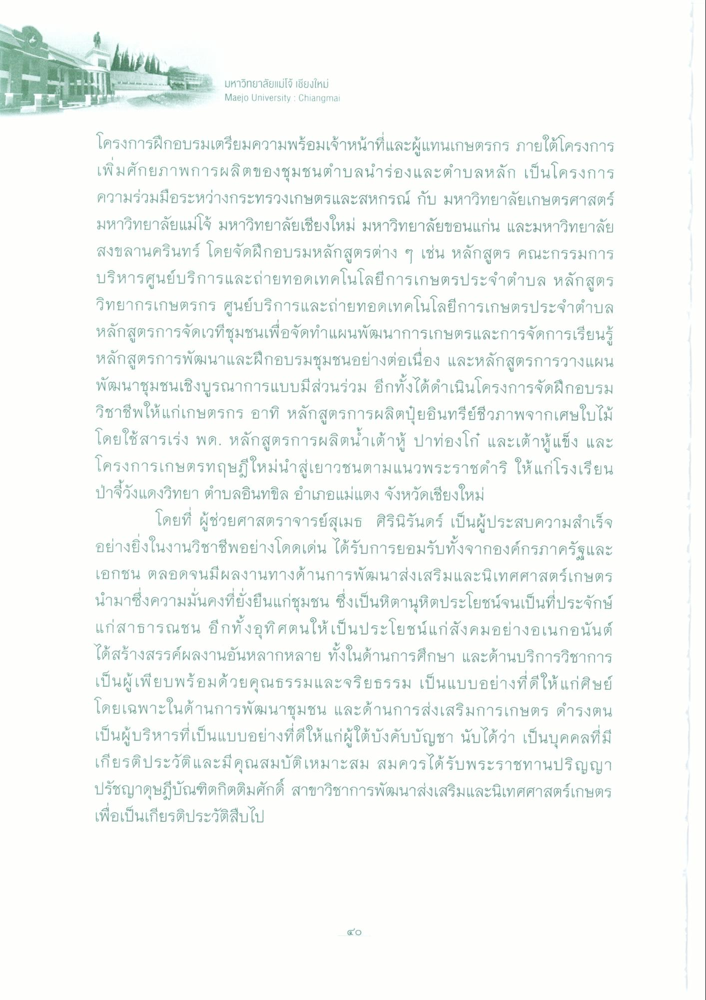 มหาวิทยาลัยแม่โจ้ เชียงใหม่
Maejo University : Chiangmai
โครงการฝึกอบรมเตรียมความพร้อมเจ้าหน้าที่และผู้แทนเกษตรกร ภายใต้โครงการ
เพิ่มศักยภาพการผลิตของชุมชนตำบลนำร่องและตำบลหลัก เป็นโครงการ
ความร่วมมือระหว่างกระทรวงเกษตรและสหกรณ์ กับ มหาวิทยาลัยเกษตรศาสตร์
มหาวิทยาลัยแม่โจ้ มหาวิทยาลัยเชียงใหม่ มหาวิทยาลัยขอนแก่น และมหาวิทยาลัย
สงขลานครินทร์ โดยจัดฝึกอบรมหลักสูตรต่าง ๆ เช่น หลักสูตร คณะกรรมการ
บริหารศูนย์บริการและถ่ายทอดเทคโนโลยีการเกษตรประจำตำบล หลักสูตร
วิทยากรเกษตรกร ศูนย์บริการและถ่ายทอดเทคโนโลยีการเกษตรประจำตำบล
หลักสูตรการจัดเวทีชุมชนเพื่อจัดทำแผนพัฒนาการเกษตรและการจัดการเรียนรู้
หลักสูตรการพัฒนาและฝึกอบรมชุมชนอย่างต่อเนื่อง และหลักสูตรการวางแผน
พัฒนาชุมชนเชิงบูรณาการแบบมีส่วนร่วม อีกทั้งได้ดำเนินโครงการจัดฝึกอบรม
วิชาชีพให้แก่เกษตรกร อาทิ หลักสูตรการผลิตปุ๋ยอินทรีย์ชีวภาพจากเศษใบไม้
โดยใช้สารเร่ง พด. หลักสูตรการผลิตน้ำเต้าหู้ ปาท่องโก๋ และเต้าหู้แข็ง และ
โครงการเกษตรทฤษฎีใหม่นำสู่เยาวชนตามแนวพระราชดำริ ให้แก่โรงเรียน
ป่าจี้วังแดงวิทยา ตำบลอินทขิล อำเภอแม่แตง จังหวัดเชียงใหม่
โดยที่ ผู้ช่วยศาสตราจารย์สุเมธ ศิรินิรันดร์ เป็นผู้ประสบความสำเร็จ
อย่างยิ่งในงานวิชาชีพอย่างโดดเด่น ได้รับการยอมรับทั้งจากองค์กรภาครัฐและ
เอกชน ตลอดจนมีผลงานทางด้านการพัฒนาส่งเสริมและนิเทศศาสตร์เกษตร
นำมาซึ่งความมั่นคงที่ยั่งยืนแก่ชุมชน ซึ่งเป็นหิตานุหิตประโยชน์จนเป็นที่ประจักษ์
แก่สาธารณชน อีกทั้งอุทิศตนให้เป็นประโยชน์แก่สังคมอย่างอเนกอนันต์
ได้สร้างสรรค์ผลงานอันหลากหลาย ทั้งในด้านการศึกษา และด้านบริการวิชาการ
เป็นผู้เพียบพร้อมด้วยคุณธรรมและจริยธรรม เป็นแบบอย่างที่ดีให้แก่ศิษย์
โดยเฉพาะในด้านการพัฒนาชุมชน และด้านการส่งเสริมการเกษตร ดำรงตน
เป็นผู้บริหารที่เป็นแบบอย่างที่ดีให้แก่ผู้ใต้บังคับบัญชา นับได้ว่า เป็นบุคคลที่มี
เกียรติประวัติและมีคุณสมบัติเหมาะสม สมควรได้รับพระราชทานปริญญา
ปรัชญาดุษฎีบัณฑิตกิตติมศักดิ์ สาขาวิชาการพัฒนาส่งเสริมและนิเทศศาสตร์เกษตร
เพื่อเป็นเกียรติประวัติสืบไป
๔๐